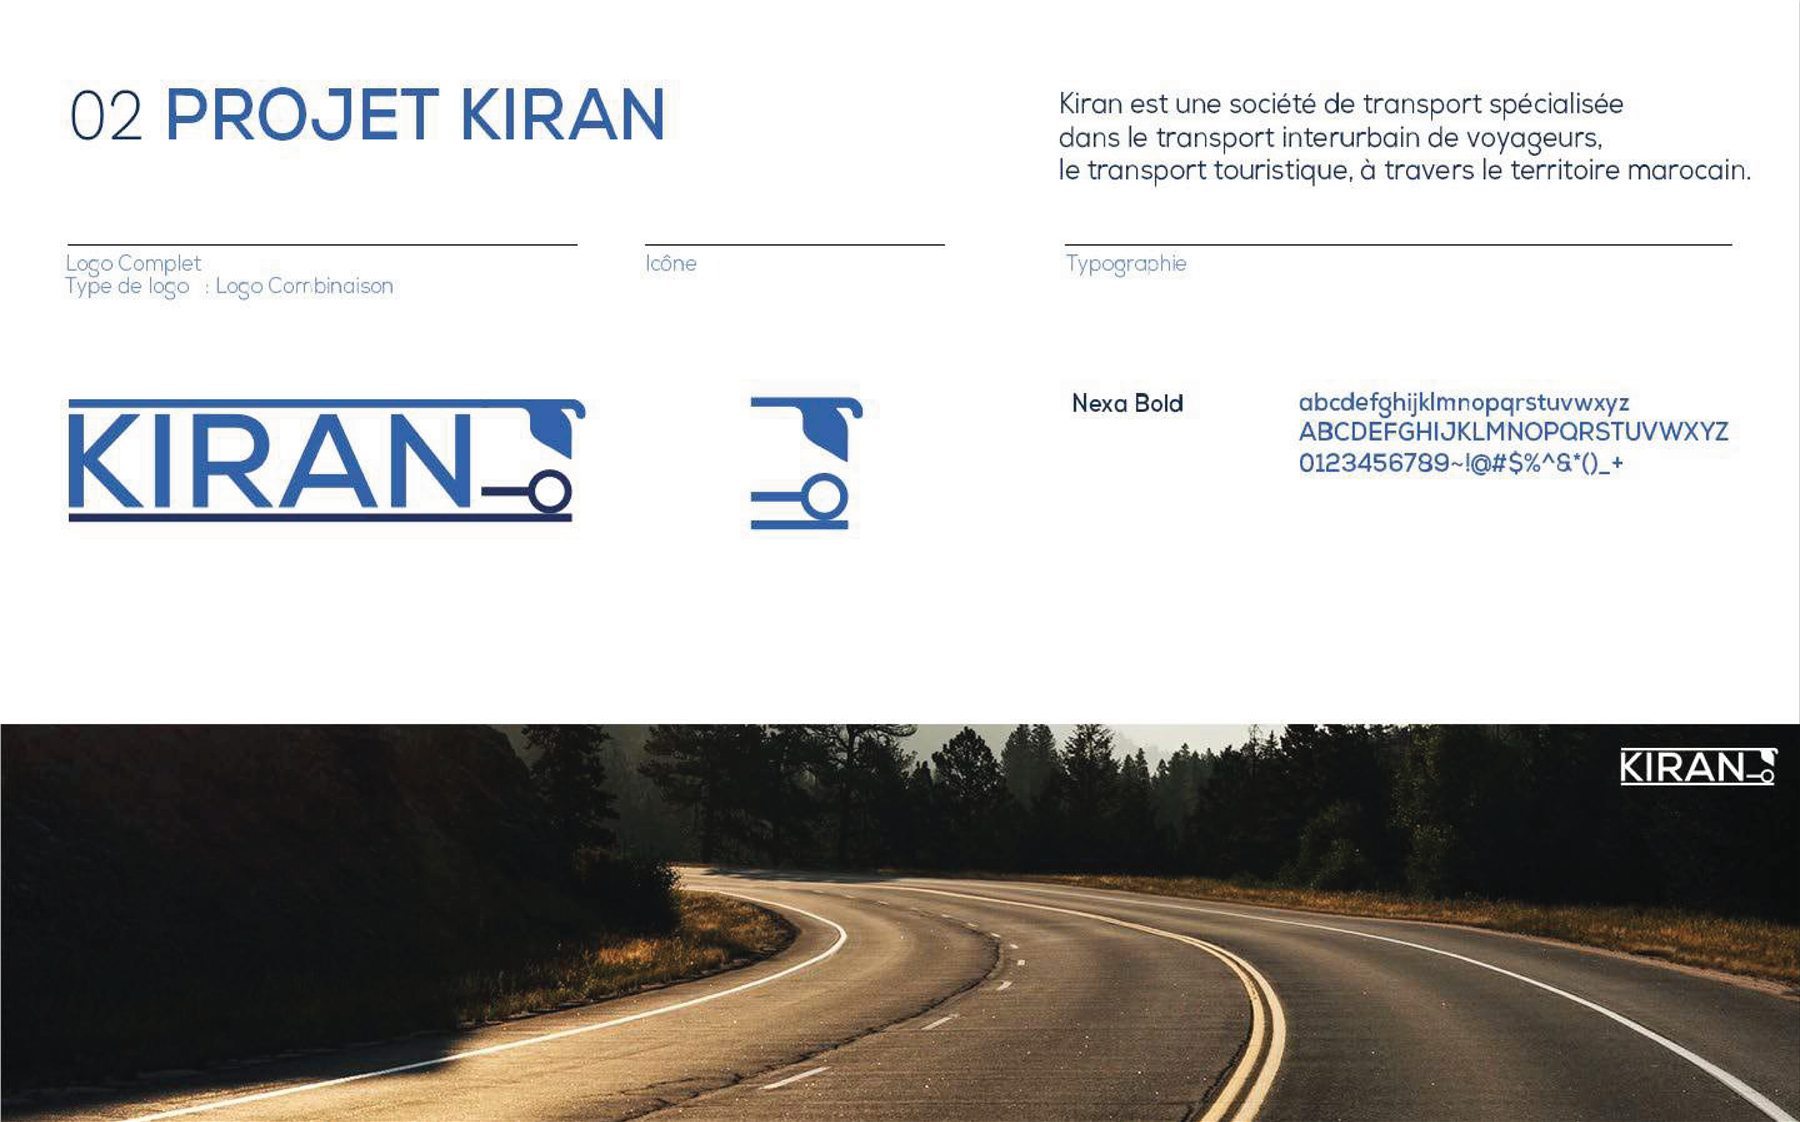 02 PROJET KIRAN
Kiran est une société de transport spécialisée
dans le transport interurbain de voyageurs,
le transport touristique, à travers le territoire marocain.
Logo Complet
Type de logo : Logo Combinaison
Icône
Typographie
KIRAN
Nexa Bold
abcdefghijklmnopqrstuvwxyz
ABCDEFGHIJKLMNOPQRSTUVWXYZ
0123456789~!@#$%^&*()_+
KIRAN